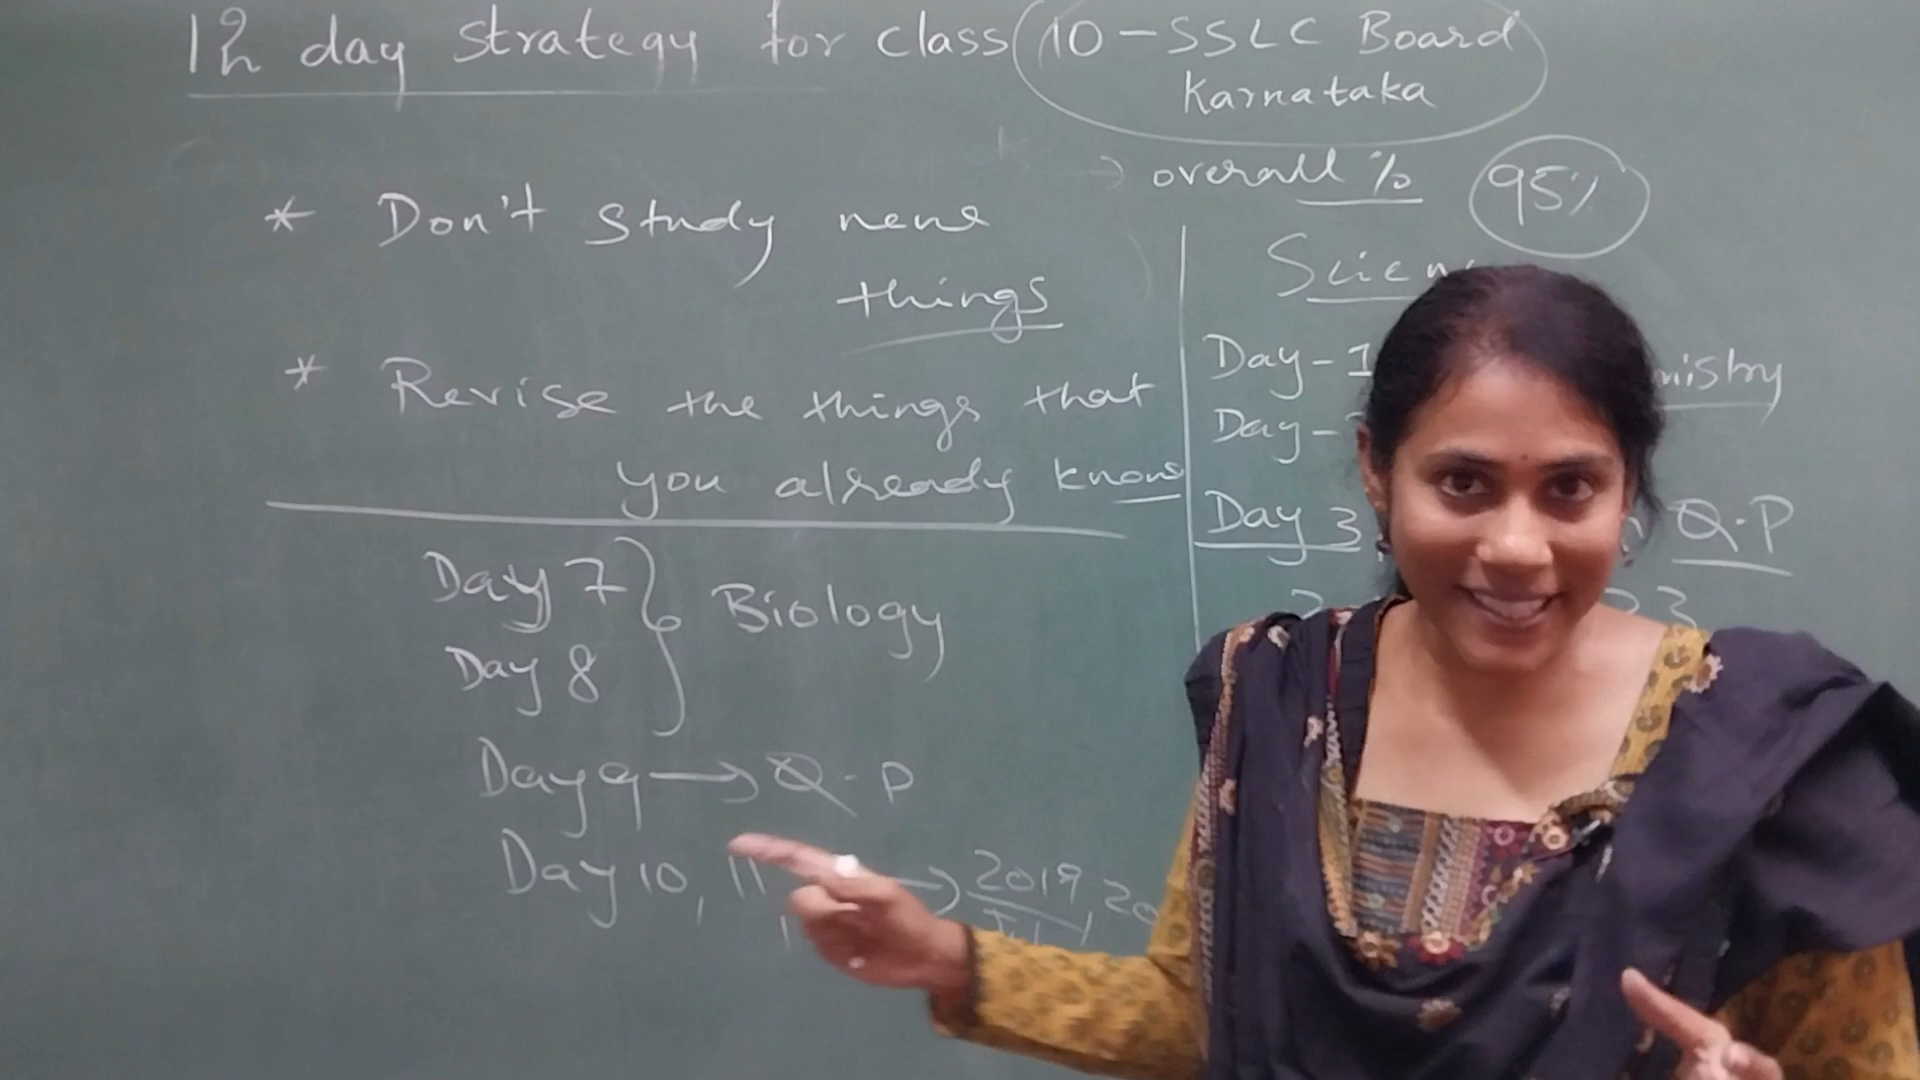 12 day strategy for class 10 - SSLC Board
Karnataka
→ overall %
95%
* Don't study new
things
* Revise the things that
you already know
Day 7
Day 8
Biology
Day 9 → Q.P
Day 10, 11 → 2019,
Science
Day - 1
Day -
Day 3 Q.P